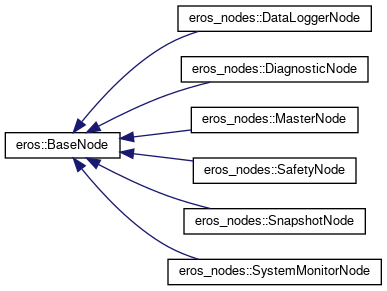 eros_nodes::DataLoggerNode
eros_nodes::DiagnosticNode
eros_nodes::MasterNode
eros::BaseNode
eros_nodes::SafetyNode
eros_nodes::SnapshotNode
eros_nodes::SystemMonitorNode